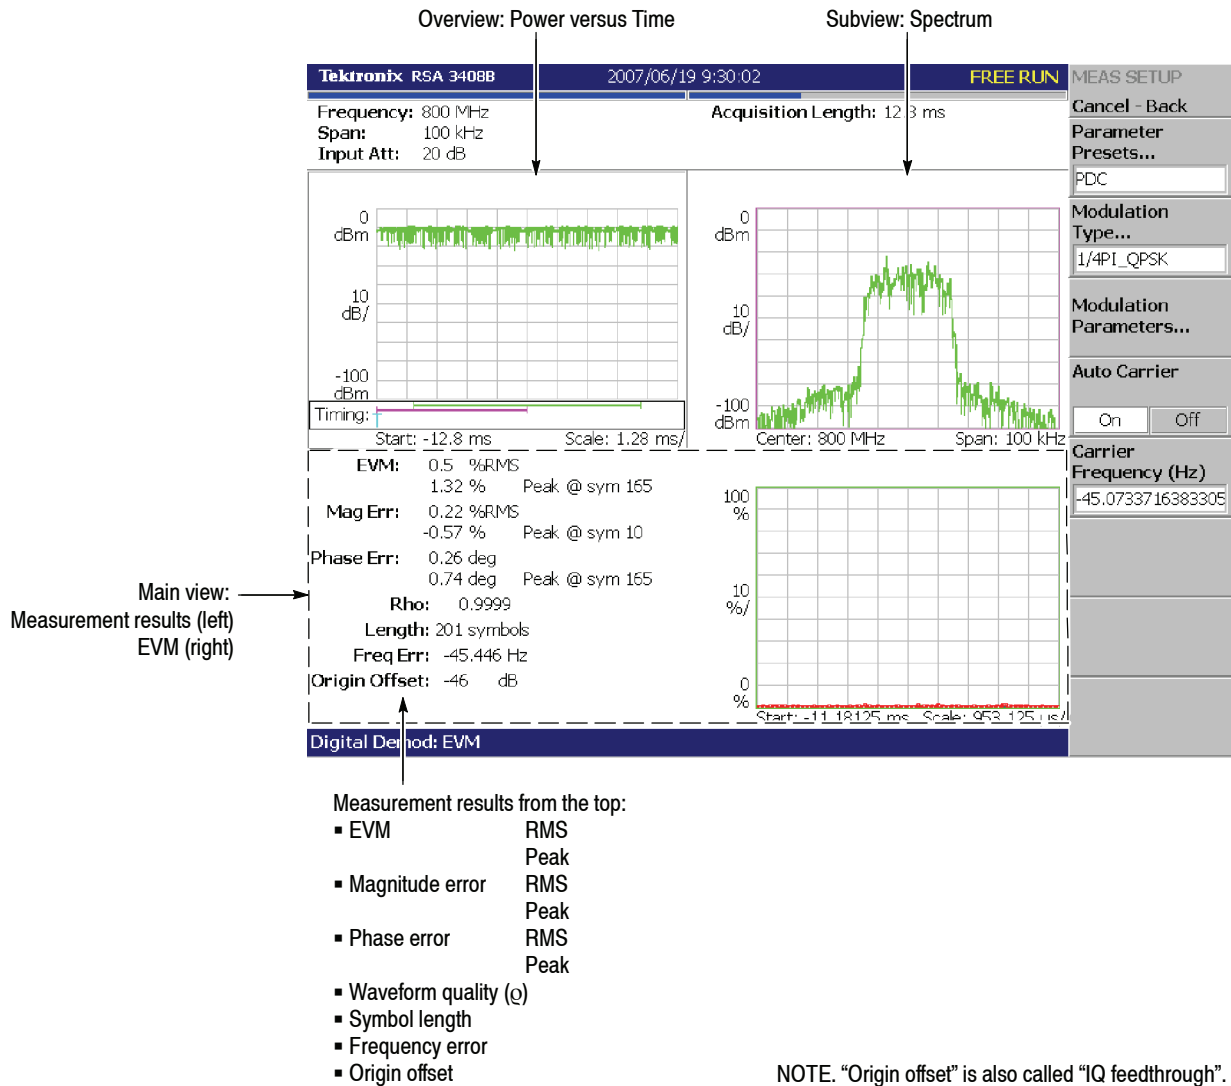 Overview: Power versus Time
Subview: Spectrum
Tektronix RSA 3408B 2007/06/19 9:30:02 FREE RUN
MEAS SETUP
Frequency: 800 MHz
Acquisition Length: 12.8 ms
Span: 100 kHz
Input Att: 20 dB
Cancel - Back
Parameter
Presets...
PDC
Modulation
Type...
1/4PI_QPSK
Modulation
Parameters...
Auto Carrier
On Off
Carrier
Frequency (Hz)
-45.0733716383305
0
dBm
10
dB/
-100
dBm
Timing:
Start: -12.8 ms Scale: 1.28 ms/
0
dBm
10
dB/
-100
dBm
Center: 800 MHz Span: 100 kHz
EVM: 0.5 %RMS
1.32 % Peak @ sym 165
Mag Err: 0.22 %RMS
-0.57 % Peak @ sym 10
Phase Err: 0.26 deg
0.74 deg Peak @ sym 165
Rho: 0.9999
Length: 201 symbols
Freq Err: -45.446 Hz
Origin Offset: -46 dB
100
%
10
%/
0
%
Start: -11.18125 ms Scale: 953.125 us/
Digital Demod: EVM
Main view:
Measurement results (left)
EVM (right)
Measurement results from the top:
▪ EVM RMS
Peak
▪ Magnitude error RMS
Peak
▪ Phase error RMS
Peak
▪ Waveform quality (ϱ)
▪ Symbol length
▪ Frequency error
▪ Origin offset
NOTE. “Origin offset” is also called “IQ feedthrough”.